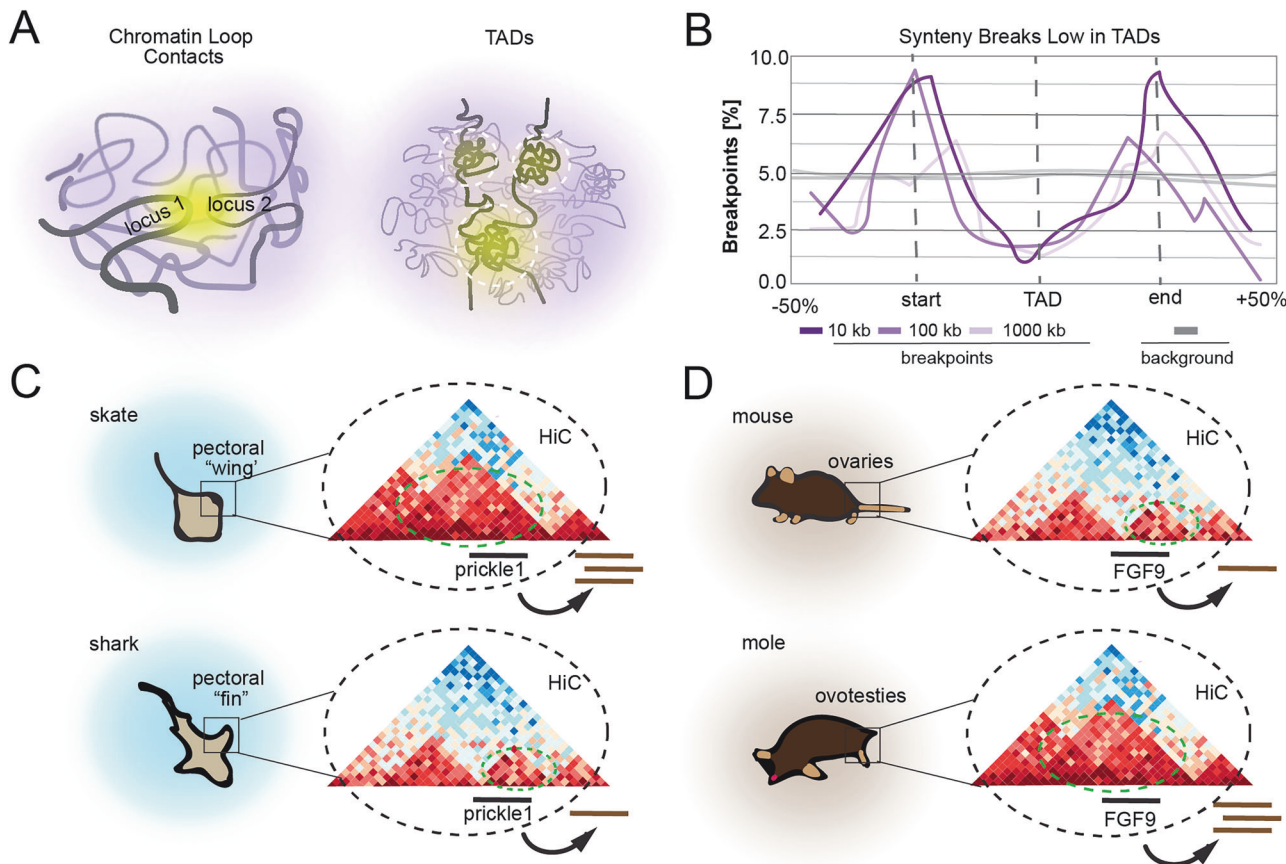 A
Chromatin Loop
Contacts
TADs
locus 1
locus 2
B
Synteny Breaks Low in TADs
Breakpoints [%]
10.0
7.5
5.0
2.5
0.0
-50%
start
TAD
end
+50%
10 kb
100 kb
1000 kb
breakpoints
background
C
skate
pectoral
“wing’
HiC
prickle1
shark
pectoral
“fin”
HiC
prickle1
D
mouse
ovaries
HiC
FGF9
mole
ovotesties
HiC
FGF9